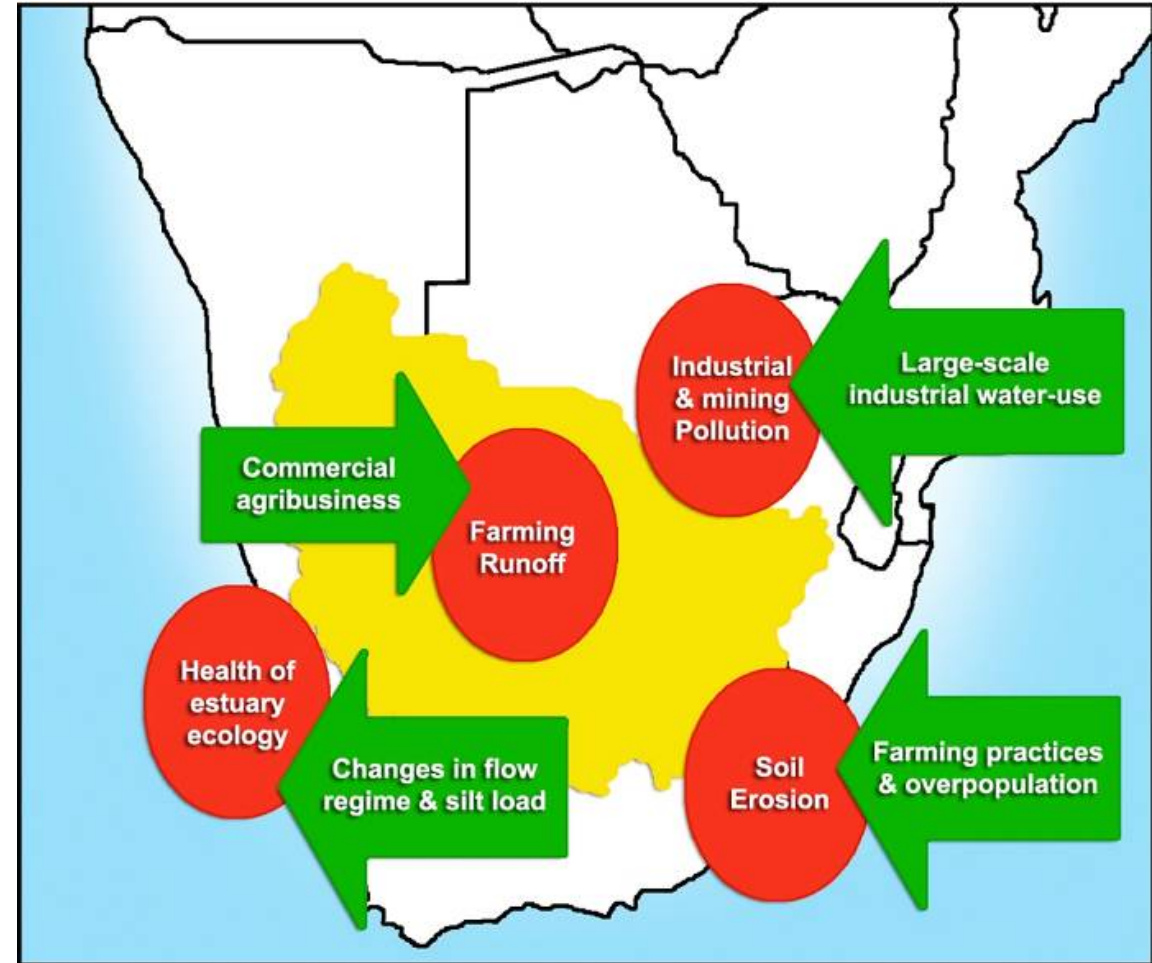 Industrial
& mining
Pollution
Large-scale
industrial water-use
Commercial
agribusiness
Farming
Runoff
Health of
estuary
ecology
Changes in flow
regime & silt load
Soil
Erosion
Farming practices
& overpopulation